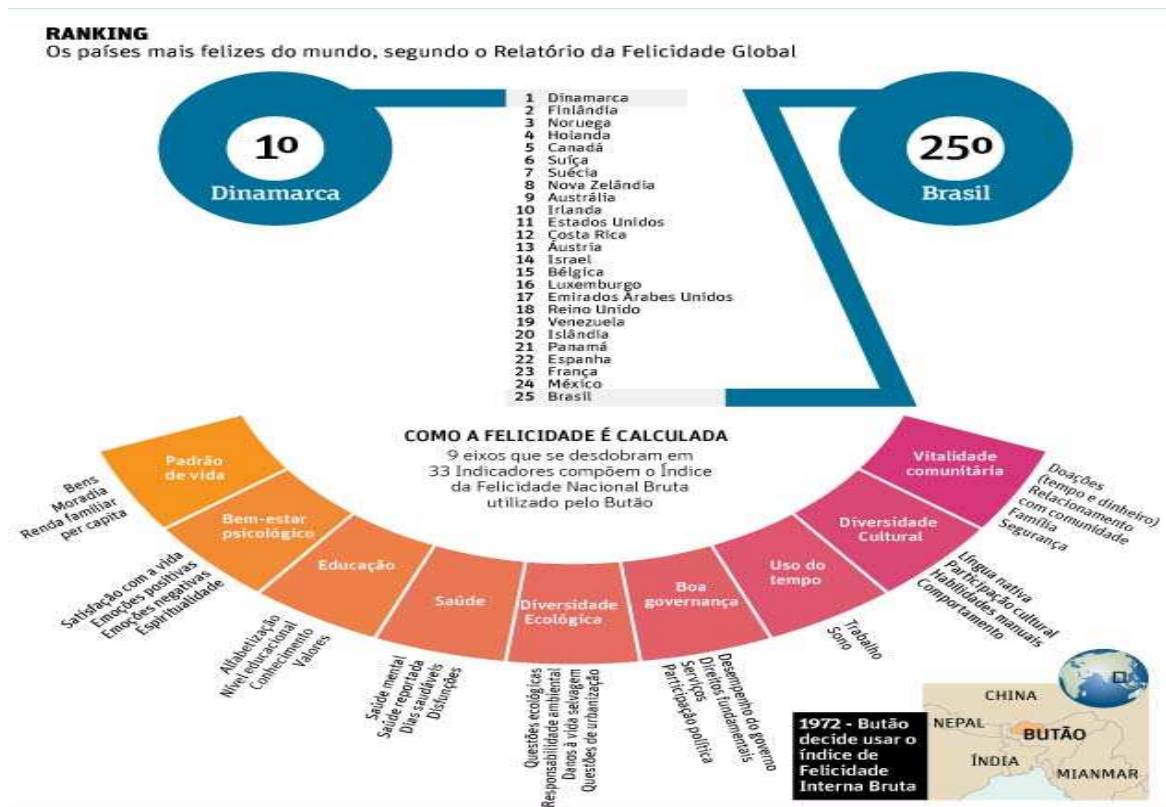 RANKING
Os países mais felizes do mundo, segundo o Relatório da Felicidade Global
1º
Dinamarca
1 Dinamarca
2 Finlândia
3 Noruega
4 Holanda
5 Canadá
6 Suíça
7 Suécia
8 Nova Zelândia
9 Austrália
10 Irlanda
11 Estados Unidos
12 Costa Rica
13 Áustria
14 Israel
15 Bélgica
16 Luxemburgo
17 Emirados Árabes Unidos
18 Reino Unido
19 Venezuela
20 Islândia
21 Panamá
22 Espanha
23 França
24 México
25 Brasil
25º
Brasil
COMO A FELICIDADE É CALCULADA
9 eixos que se desdobram em
33 Indicadores compõem o Índice
da Felicidade Nacional Bruta
utilizado pelo Butão
Padrão
de vida
Bens
Moradia
Renda familiar
per capita
Bem-estar
psicológico
Satisfação com a vida
Emoções positivas
Emoções negativas
Espiritualidade
Educação
Alfabetização
Nível educacional
Conhecimento
Valores
Saúde
Saúde mental
Saúde reportada
Dias saudáveis
Disfunções
Diversidade
Ecológica
Questões ecológicas
Responsabilidade ambiental
Danos à vida selvagem
Questões de urbanização
Boa
governança
Desempenho do governo
Direitos fundamentais
Serviços
Participação política
Uso do
tempo
Trabalho
Sono
Diversidade
Cultural
Língua nativa
Participação cultural
Habilidades manuais
Comportamento
Vitalidade
comunitária
Doações
(tempo e dinheiro)
Relacionamento
com comunidade
Família
Segurança
1972 - Butão
decide usar o
índice de
Felicidade
Interna Bruta
CHINA
NEPAL
BUTÃO
ÍNDIA
MIANMAR